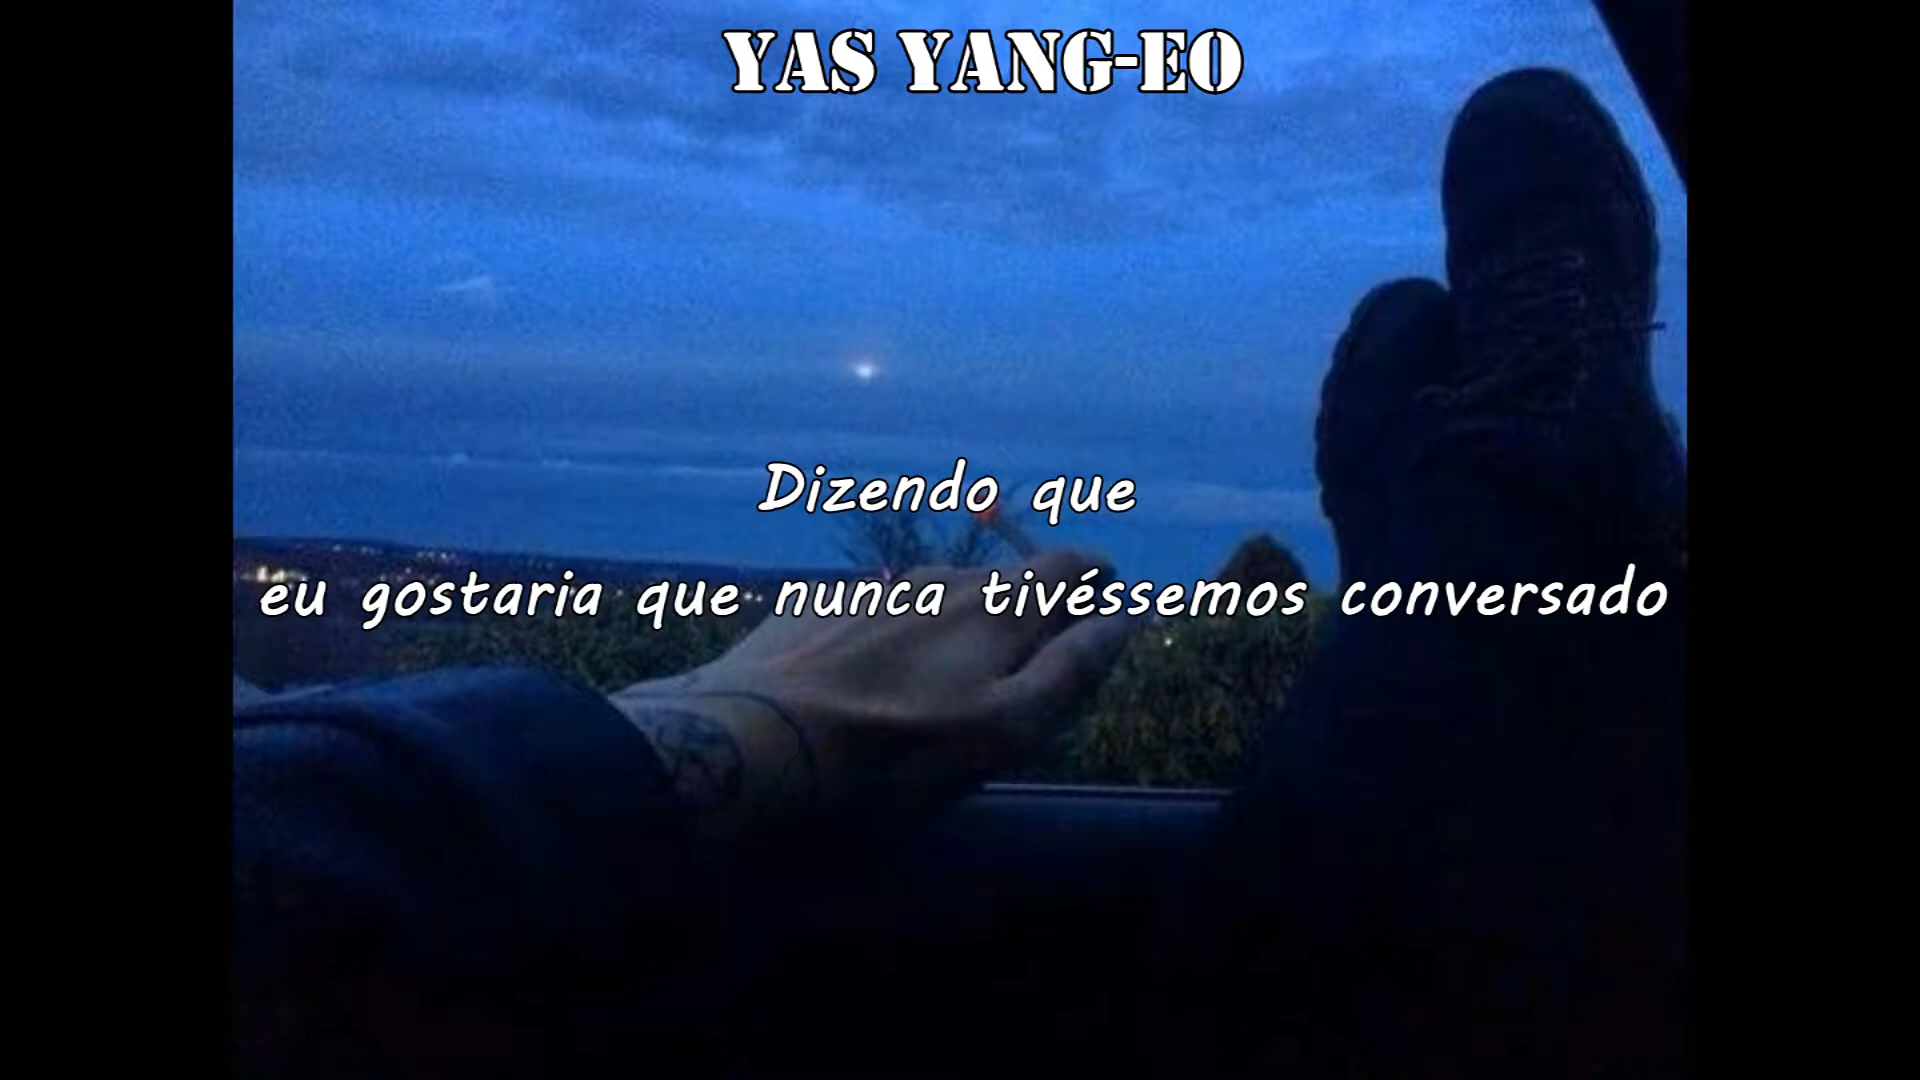 YAS YANG-EO
Dizendo que
eu gostaria que nunca tivéssemos conversado